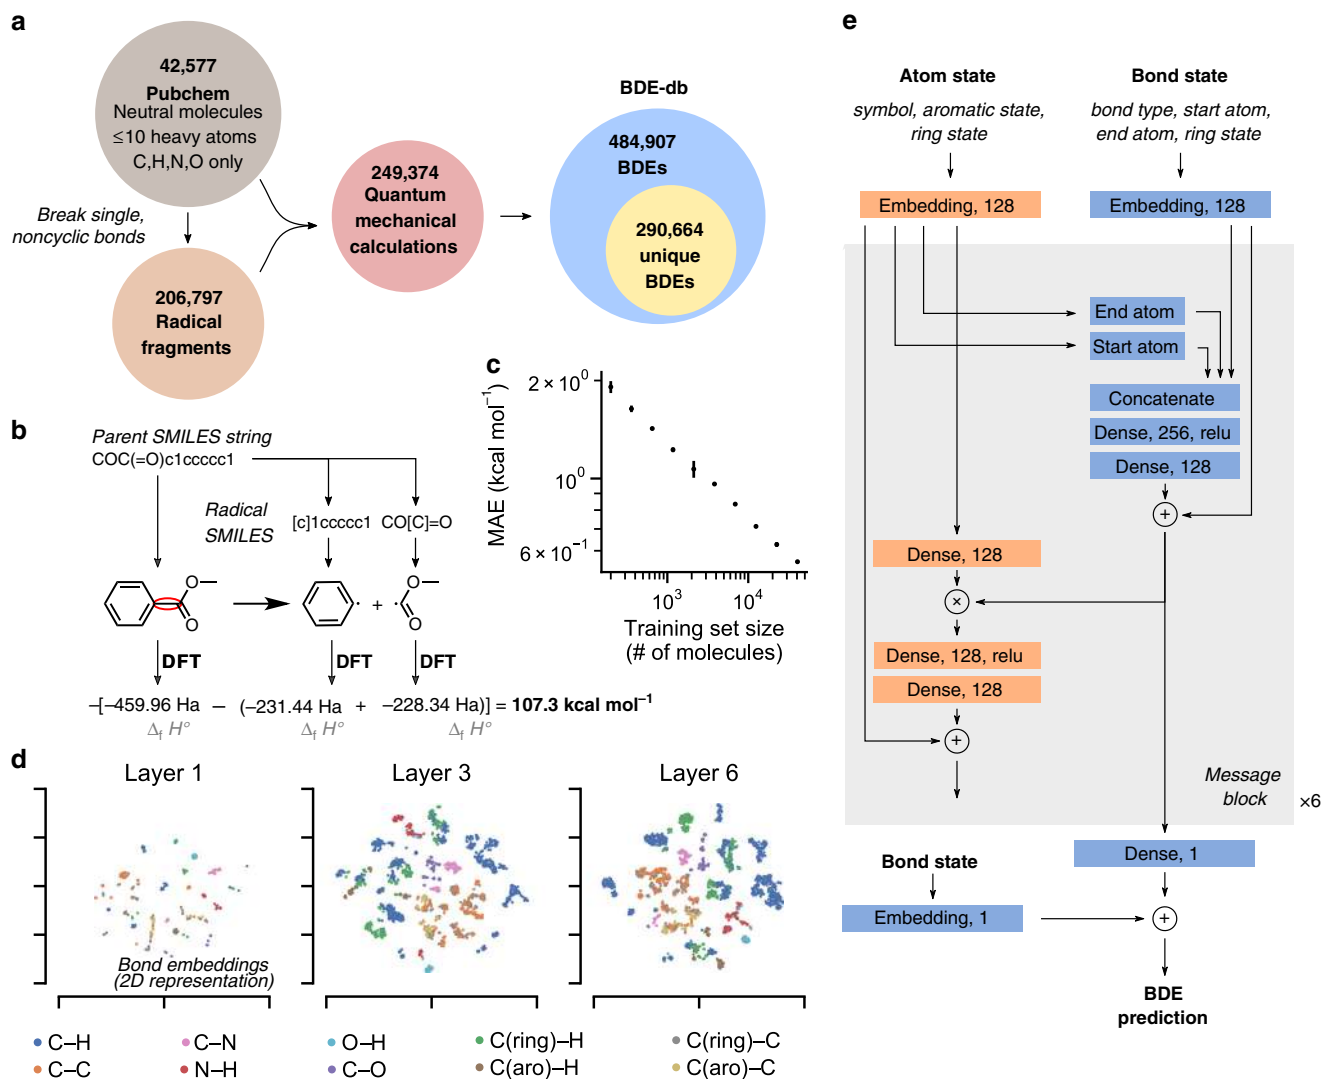 a
42,577
Pubchem
Neutral molecules
≤10 heavy atoms
C,H,N,O only
Break single,
noncyclic bonds
206,797
Radical
fragments
249,374
Quantum
mechanical
calculations
BDE-db
484,907
BDEs
290,664
unique
BDEs
b
Parent SMILES string
COC(=O)c1ccccc1
Radical
SMILES
[c]1ccccc1
CO[C]=O
O
O
+
O
O
DFT
DFT
DFT
–[–459.96 Ha – (–231.44 Ha + –228.34 Ha)] = 107.3 kcal mol⁻¹
Δf H° Δf H° Δf H°
c
MAE (kcal mol⁻¹)
2 × 10⁰
10⁰
6 × 10⁻¹
10³ 10⁴
Training set size
(# of molecules)
d
Layer 1
Layer 3
Layer 6
Bond embeddings
(2D representation)
C–H
C–C
C–N
N–H
O–H
C–O
C(ring)–H
C(aro)–H
C(ring)–C
C(aro)–C
e
Atom state
symbol, aromatic state,
ring state
Bond state
bond type, start atom,
end atom, ring state
Embedding, 128
Embedding, 128
End atom
Start atom
Concatenate
Dense, 256, relu
Dense, 128
+
Dense, 128
×
Dense, 128, relu
Dense, 128
+
Message
block
×6
Dense, 1
Bond state
Embedding, 1
+
BDE
prediction